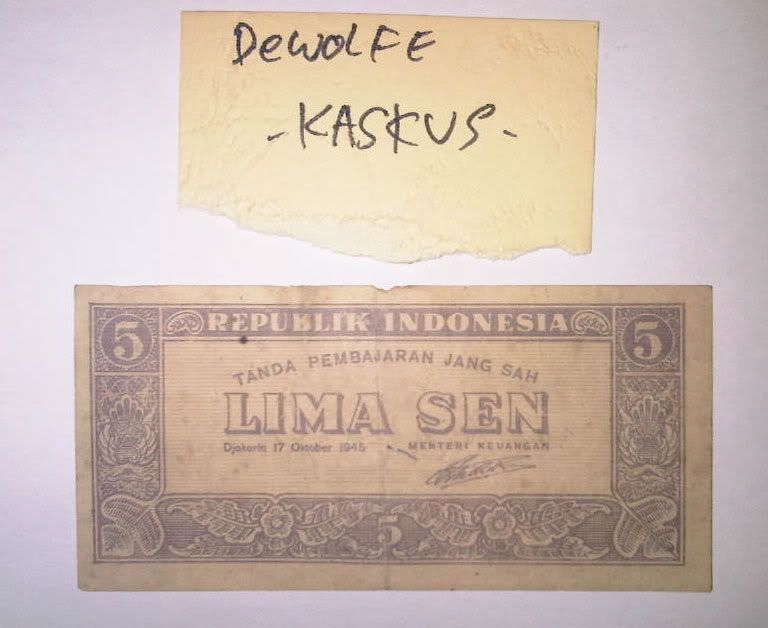 DeWOLFE
-KASKUS-
5 REPUBLIK INDONESIA 5
TANDA PEMBAJARAN JANG SAH
LIMA SEN
Djakarta 17 Oktober 1945 MENTERI KEUANGAN
5